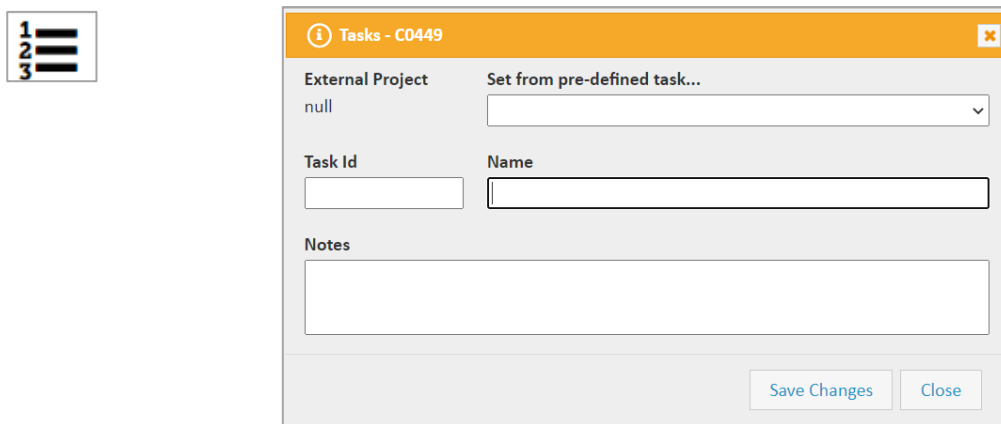 1
2
3
Tasks - C0449
External Project
Set from pre-defined task...
null
Task Id
Name
Notes
Save Changes
Close